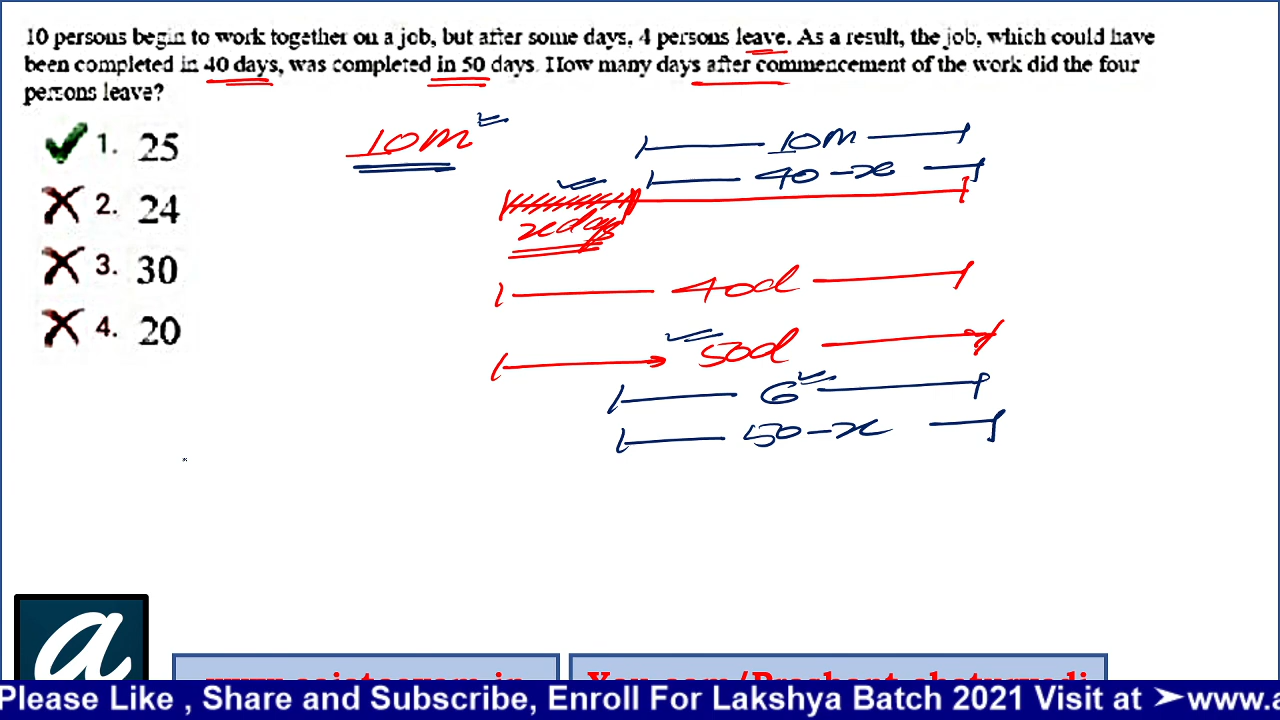 10 persons begin to work together on a job, but after some days, 4 persons leave. As a result, the job, which could have
been completed in 40 days, was completed in 50 days. How many days after commencement of the work did the four
persons leave?
1. 25
2. 24
3. 30
4. 20
10m
10m
40-x
x days
40d
50d
6
50-x
a
Please Like , Share and Subscribe, Enroll For Lakshya Batch 2021 Visit at ➤www.a